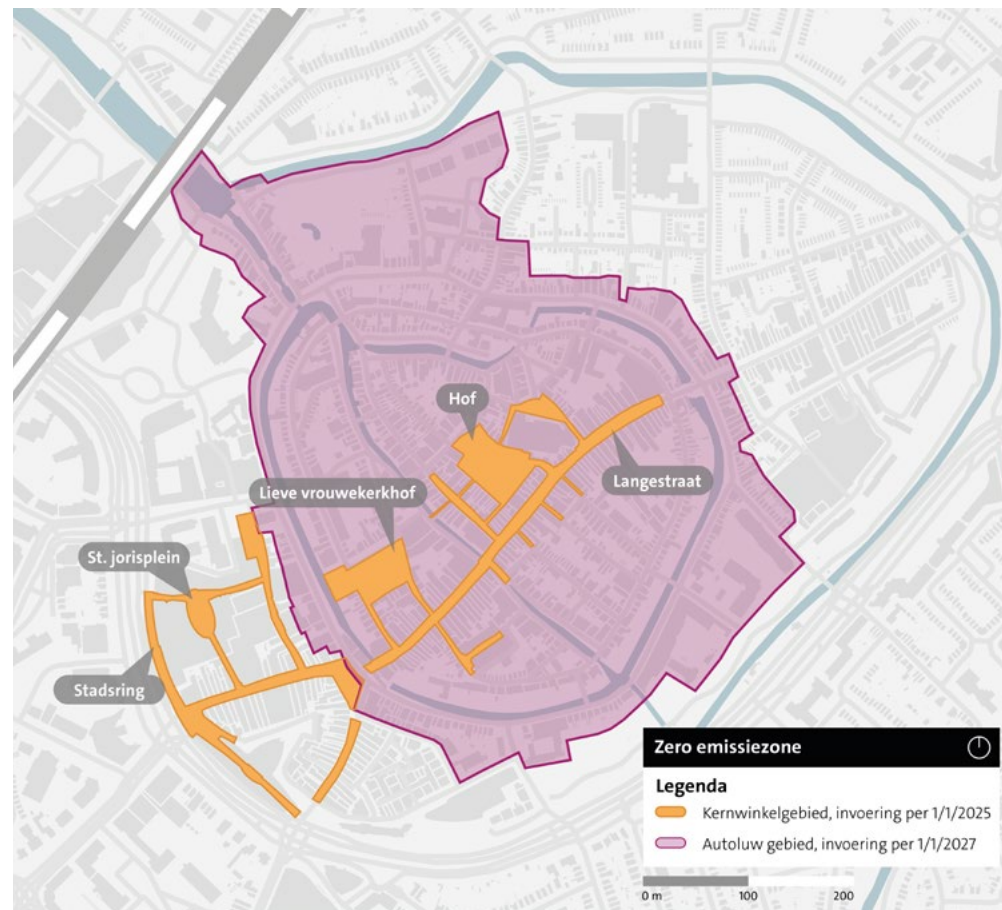 Hof
Langestraat
Lieve vrouwekerkhof
St. jorisplein
Stadsring
Zero emissiezone
Legenda
Kernwinkelgebied, invoering per 1/1/2025
Autoluw gebied, invoering per 1/1/2027
0 m 100 200